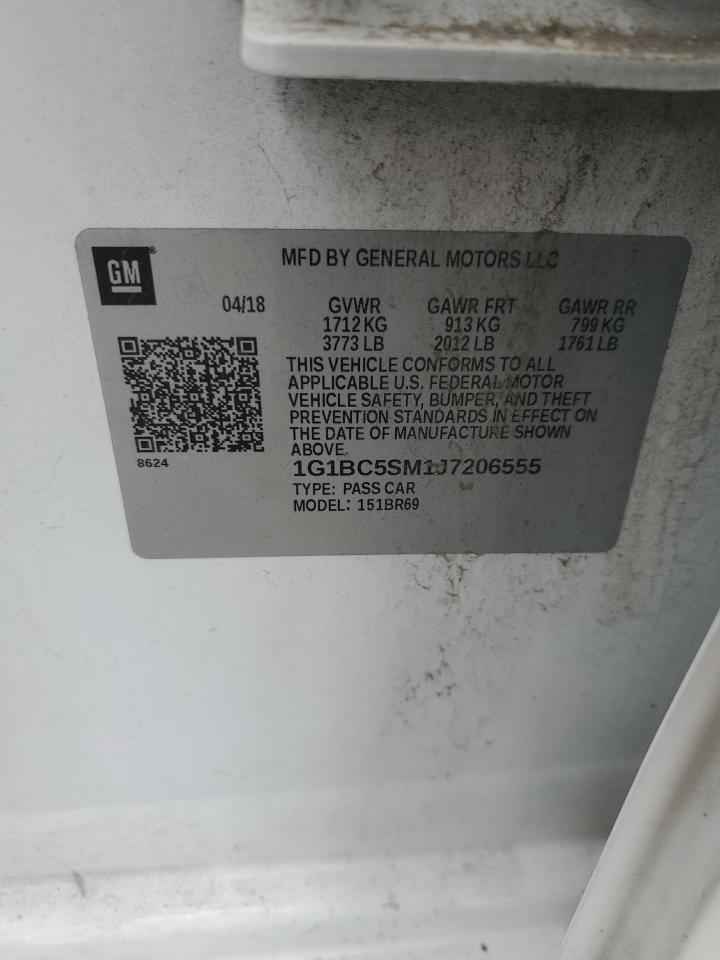 GM®
MFD BY GENERAL MOTORS LLC
04/18 GVWR GAWR FRT GAWR RR
1712 KG 913 KG 799 KG
3773 LB 2012 LB 1761 LB
THIS VEHICLE CONFORMS TO ALL
APPLICABLE U.S. FEDERAL MOTOR
VEHICLE SAFETY, BUMPER, AND THEFT
PREVENTION STANDARDS IN EFFECT ON
THE DATE OF MANUFACTURE SHOWN
ABOVE.
8624
1G1BC5SM1J7206555
TYPE: PASS CAR
MODEL: 151BR69